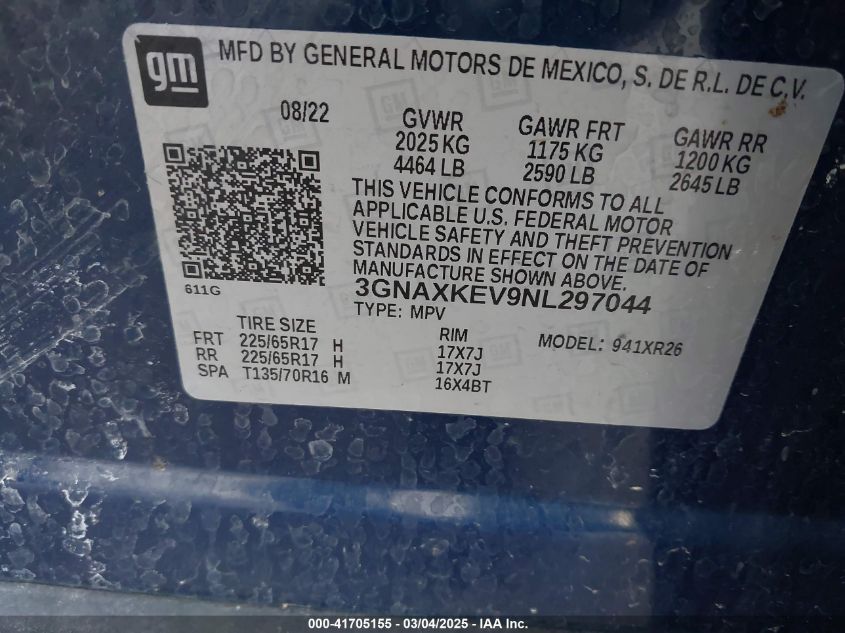 gm
MFD BY GENERAL MOTORS DE MEXICO, S. DE R.L. DE C.V.
08/22
GVWR
2025 KG
4464 LB
GAWR FRT
1175 KG
2590 LB
GAWR RR
1200 KG
2645 LB
THIS VEHICLE CONFORMS TO ALL
APPLICABLE U.S. FEDERAL MOTOR
VEHICLE SAFETY AND THEFT PREVENTION
STANDARDS IN EFFECT ON THE DATE OF
MANUFACTURE SHOWN ABOVE.
611G
3GNAXKEV9NL297044
TYPE: MPV
MODEL: 941XR26
TIRE SIZE RIM
FRT 225/65R17 H 17X7J
RR 225/65R17 H 17X7J
SPA T135/70R16 M 16X4BT
000-41705155 - 03/04/2025 - IAA Inc.